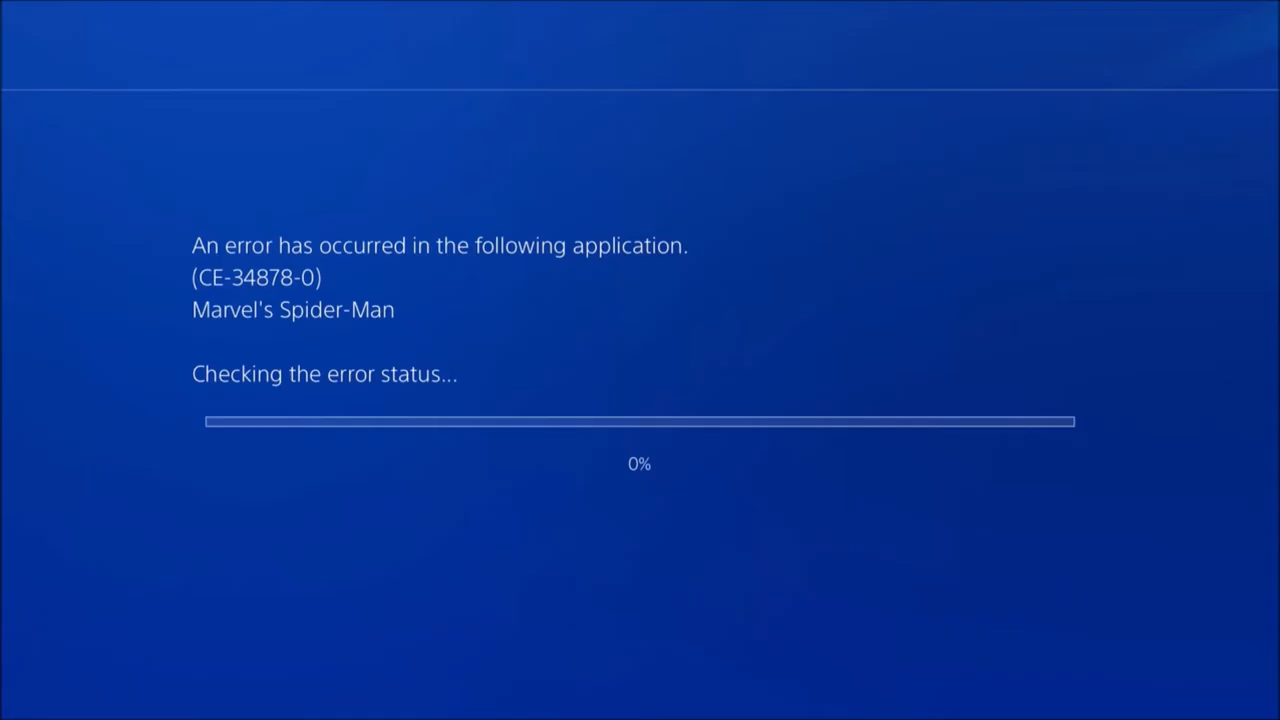 An error has occurred in the following application.
(CE-34878-0)
Marvel's Spider-Man
Checking the error status...
0%